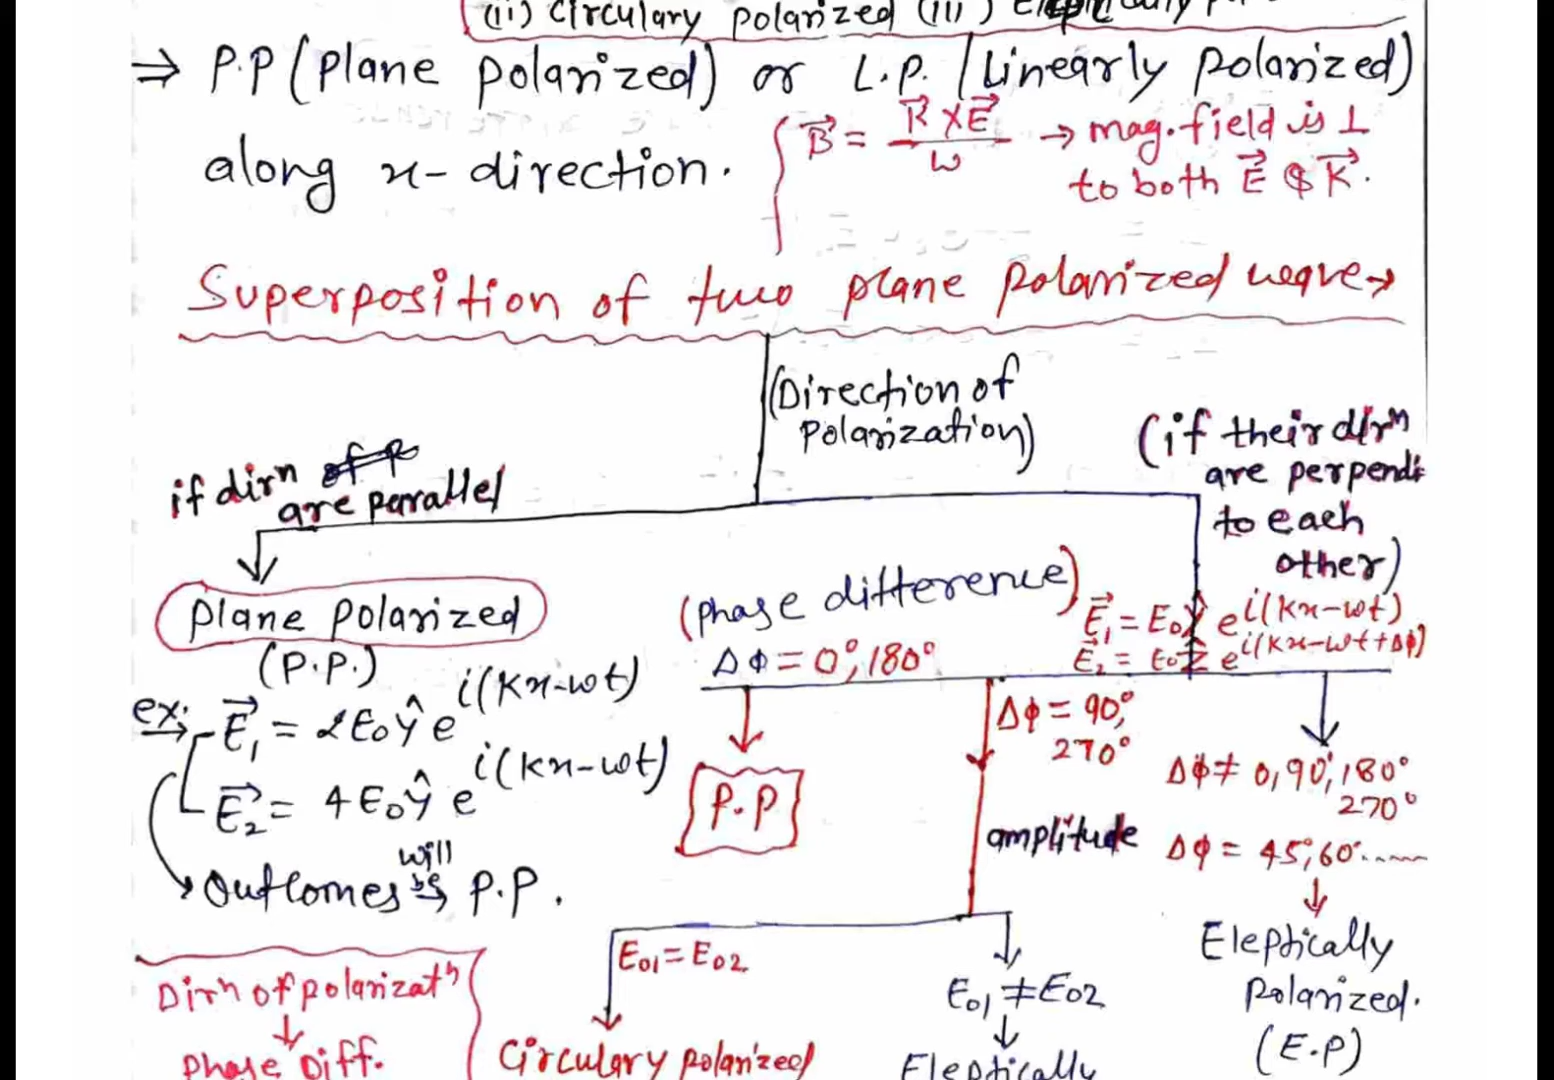 (ii) Circulary polarized (iii)
⇒ P.P (Plane Polarized) or L.P. (Linearly Polarized)
along x-direction.
B⃗ = K⃗ × E⃗ / ω → mag. field is ⊥
to both E⃗ & K⃗.
Superposition of two plane polarized wave→
(Direction of
Polarization)
if dirn
are parallel
(if their dirn
are perpendi
to each
other)
Plane Polarized
(P.P.)
(Phase difference)
Δϕ = 0°, 180°
E⃗₁ = E₀ŷ e^i(kx-ωt)
E⃗₂ = E₀ẑ e^i(kx-ωt+Δϕ)
ex: E⃗₁ = 2E₀ŷ e^i(kx-ωt)
E⃗₂ = 4E₀ŷ e^i(kx-ωt)
Outcomes will be P.P.
P.P
Δϕ = 90°,
270°
amplitude
Δϕ ≠ 0, 90°, 180°
270°
Δϕ = 45°, 60°.....
Eleptically
Polarized.
(E.P)
E₀₁ = E₀₂
Circulary polarized
E₀₁ ≠ E₀₂
Eleptically
Dirn of polarizatn
↓
Phase Diff.